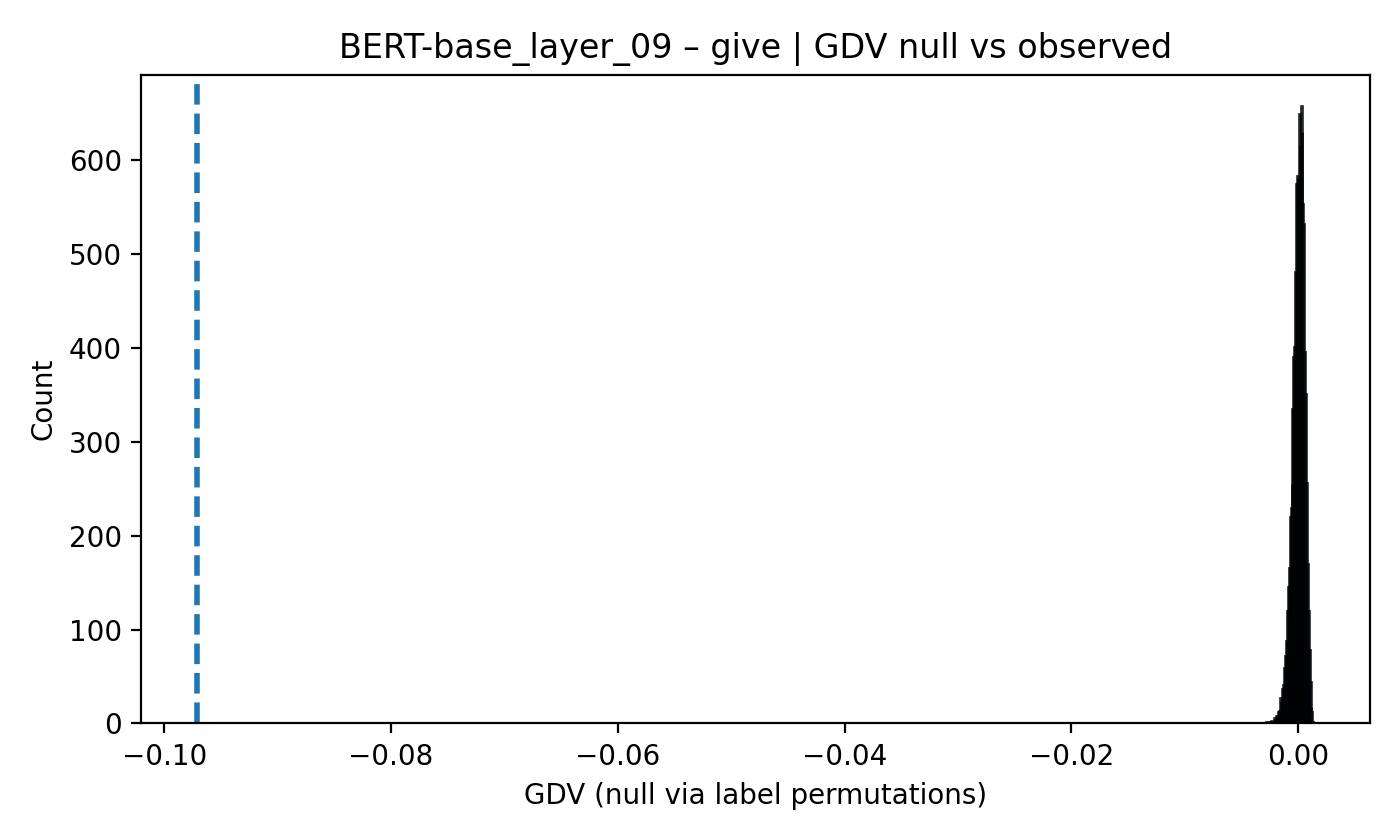 BERT-base_layer_09 – give | GDV null vs observed
600
500
400
300
200
100
0
Count
−0.10 −0.08 −0.06 −0.04 −0.02 0.00
GDV (null via label permutations)